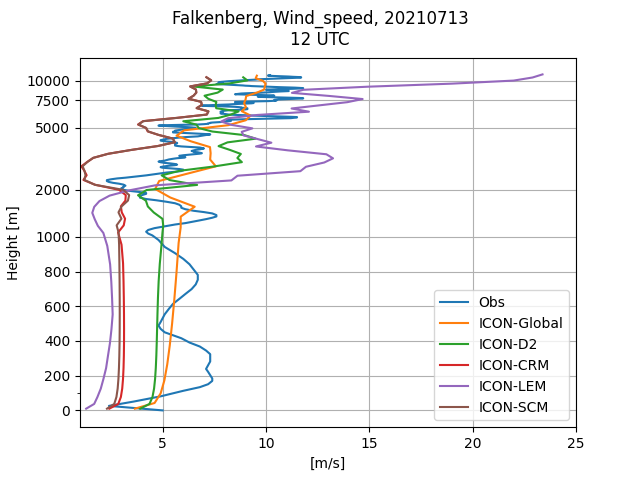 Falkenberg, Wind_speed, 20210713
12 UTC
10000
7500
5000
2000
1000
800
600
400
200
0
Height [m]
5
10
15
20
25
[m/s]
Obs
ICON-Global
ICON-D2
ICON-CRM
ICON-LEM
ICON-SCM